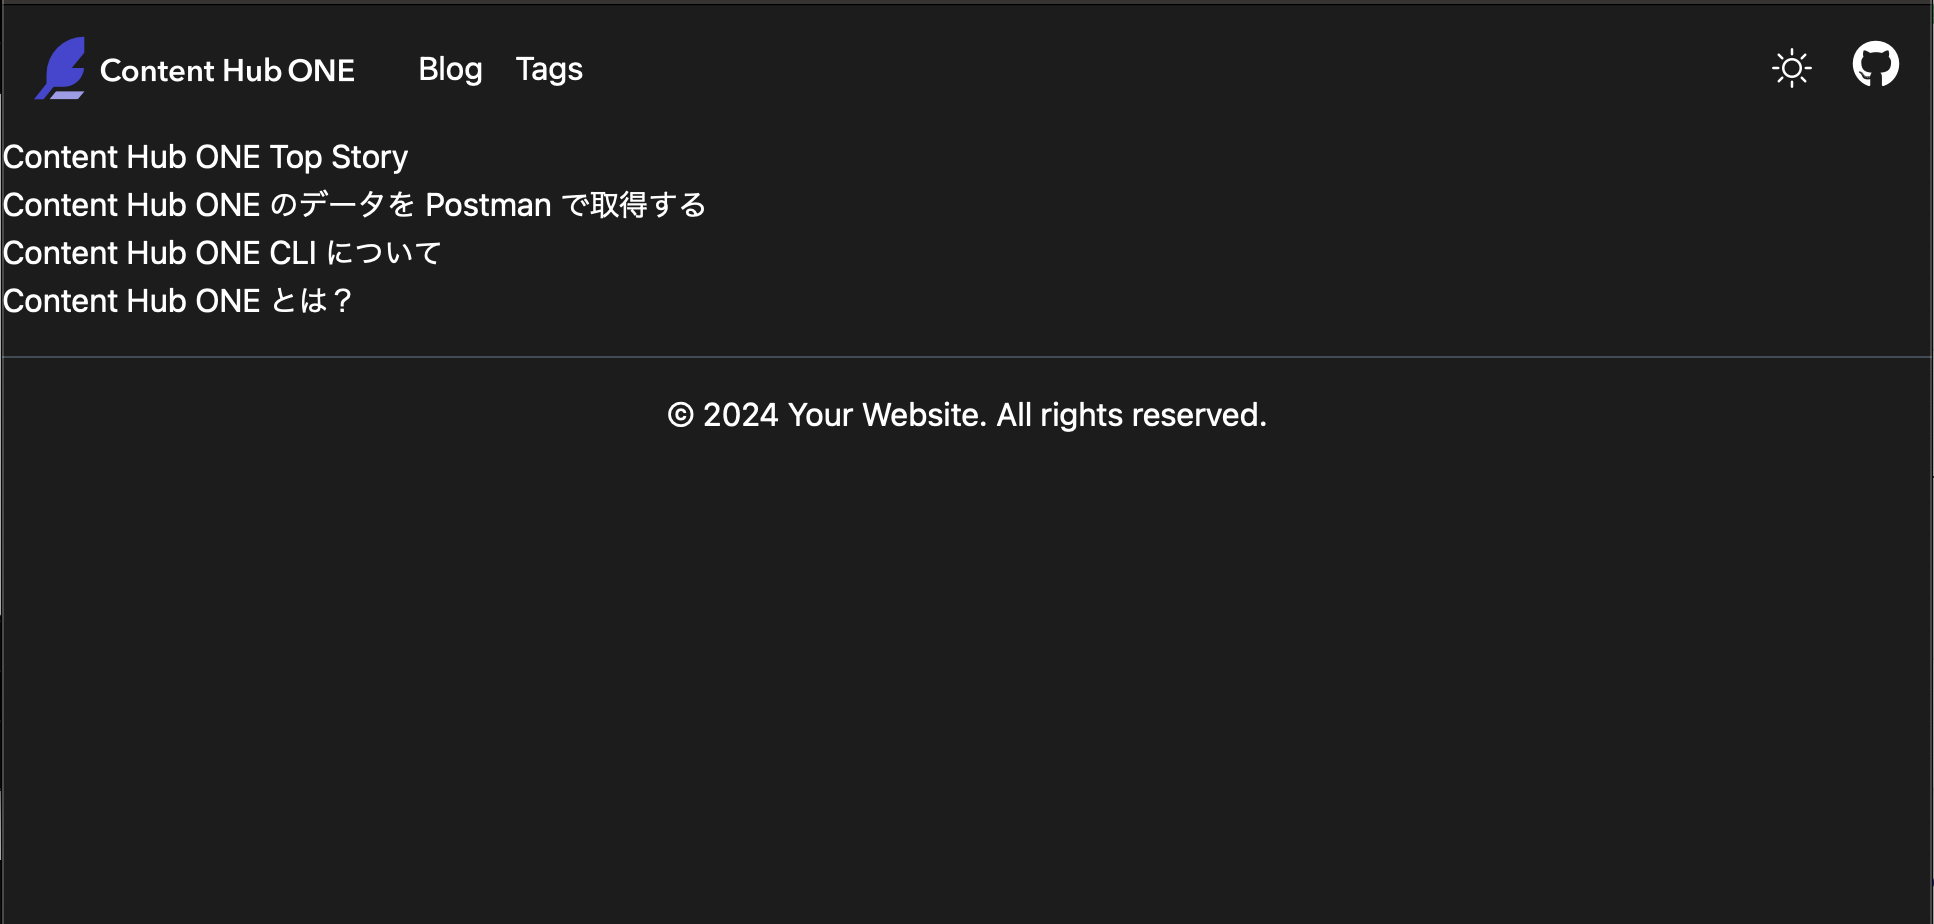 Content Hub ONE Blog Tags
Content Hub ONE Top Story
Content Hub ONE のデータを Postman で取得する
Content Hub ONE CLI について
Content Hub ONE とは？
© 2024 Your Website. All rights reserved.